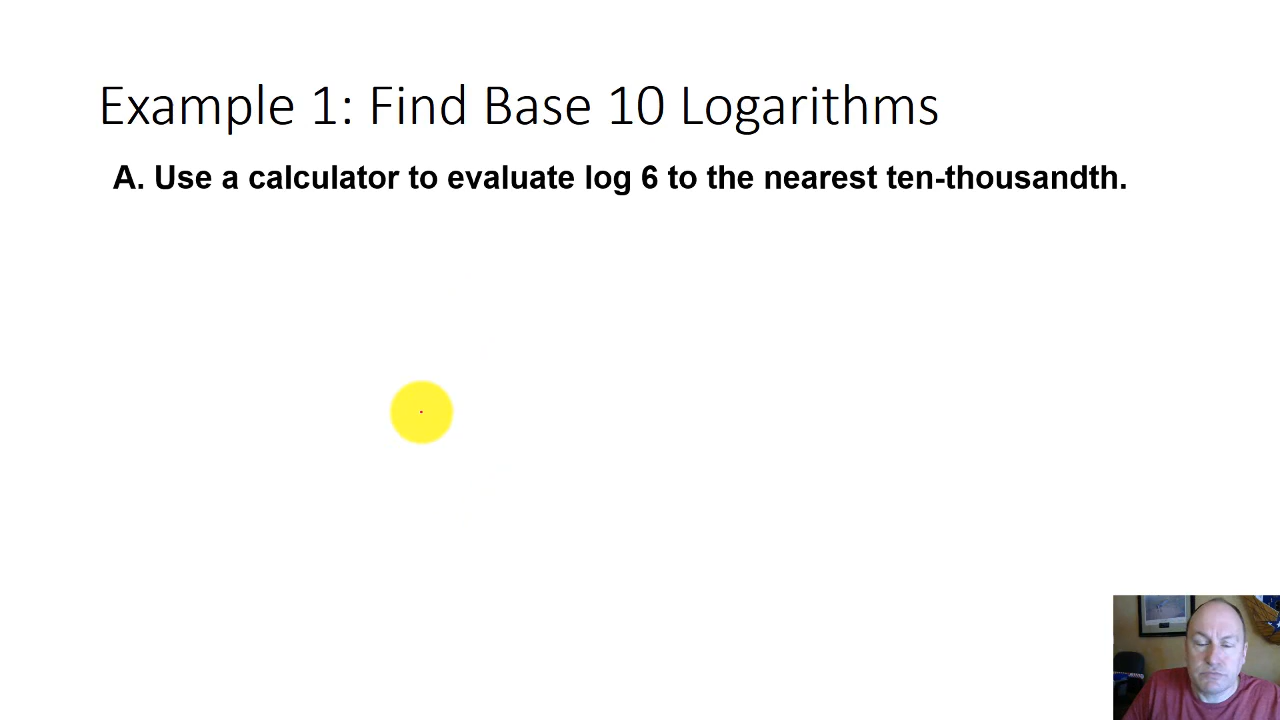 Example 1: Find Base 10 Logarithms
A. Use a calculator to evaluate log 6 to the nearest ten-thousandth.